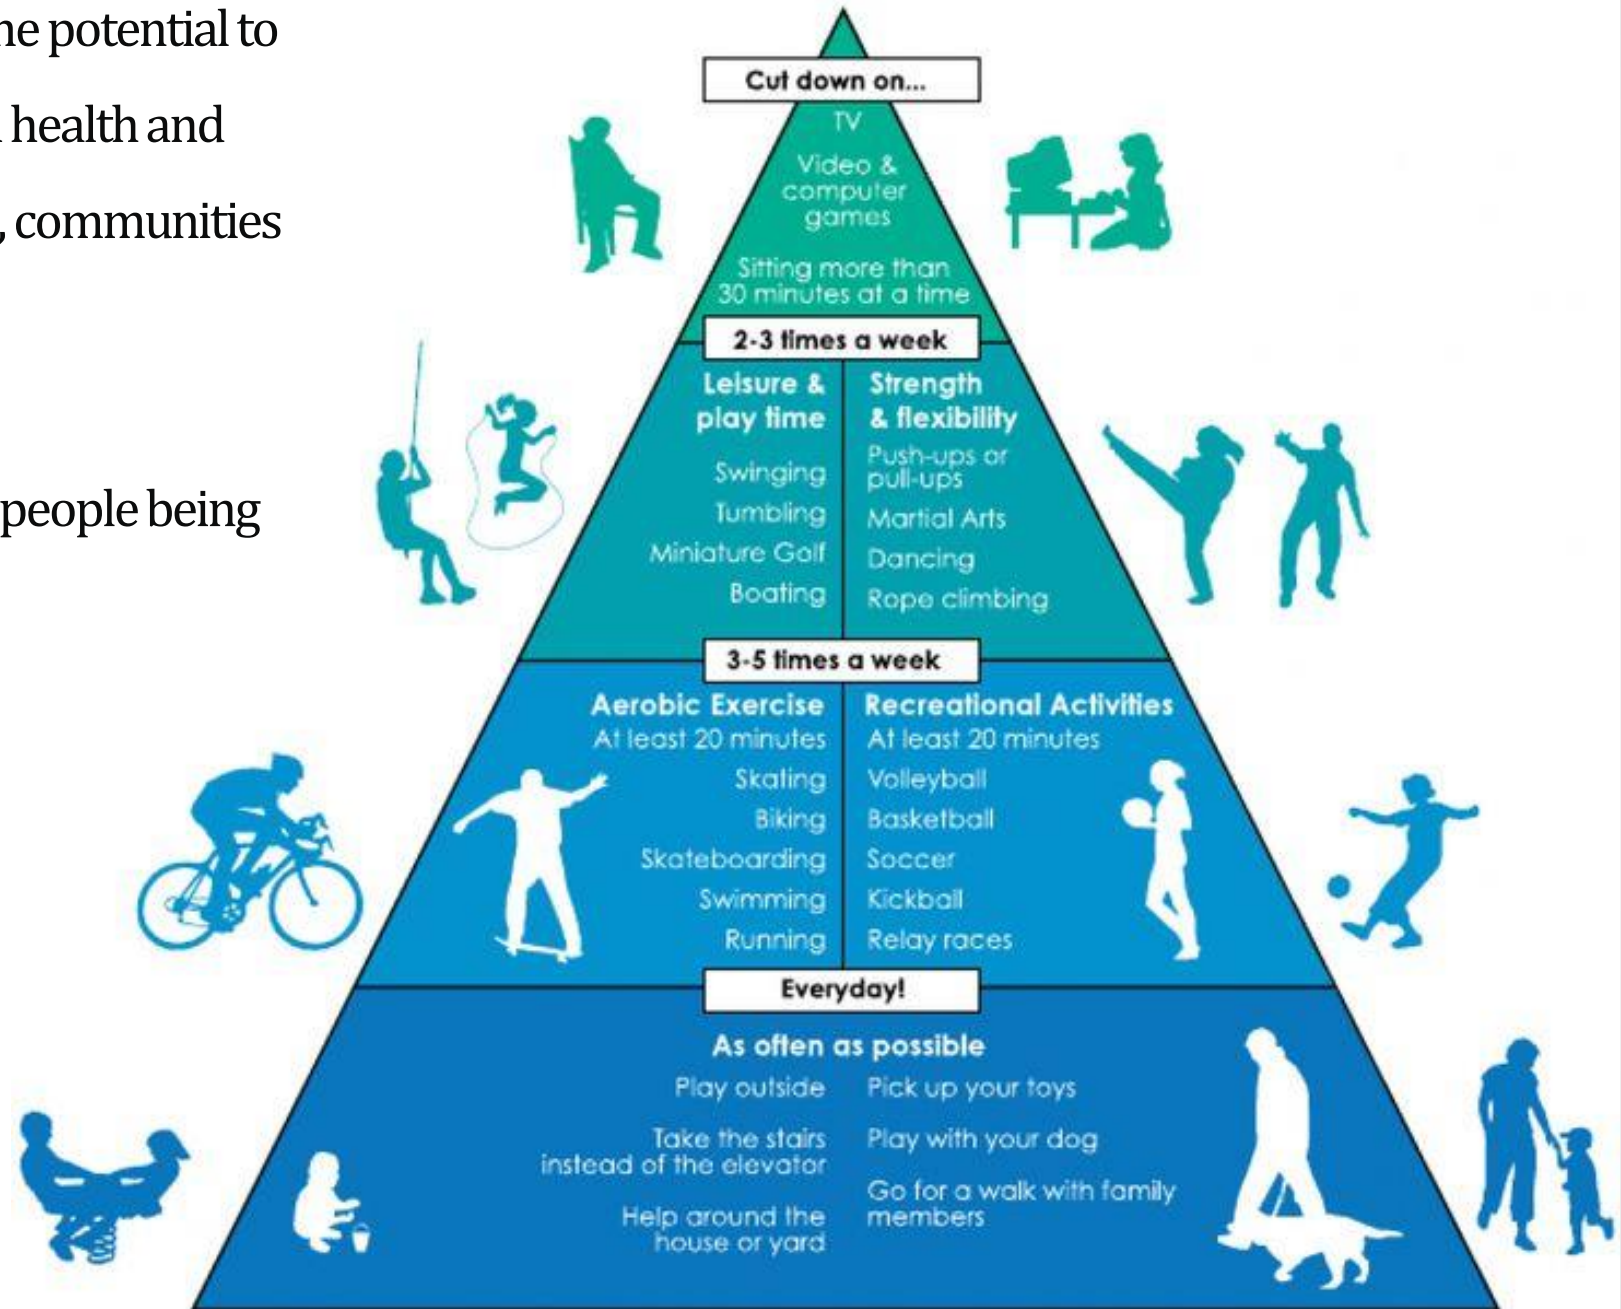 he potential to
health and
, communities
people being
Cut down on...
TV
Video &
computer
games
Sitting more than
30 minutes at a time
2-3 times a week
Leisure &
play time
Swinging
Tumbling
Miniature Golf
Boating
Strength
& flexibility
Push-ups or
pull-ups
Martial Arts
Dancing
Rope climbing
3-5 times a week
Aerobic Exercise
At least 20 minutes
Skating
Biking
Skateboarding
Swimming
Running
Recreational Activities
At least 20 minutes
Volleyball
Basketball
Soccer
Kickball
Relay races
Everyday!
As often as possible
Play outside
Take the stairs
instead of the elevator
Help around the
house or yard
Pick up your toys
Play with your dog
Go for a walk with family
members